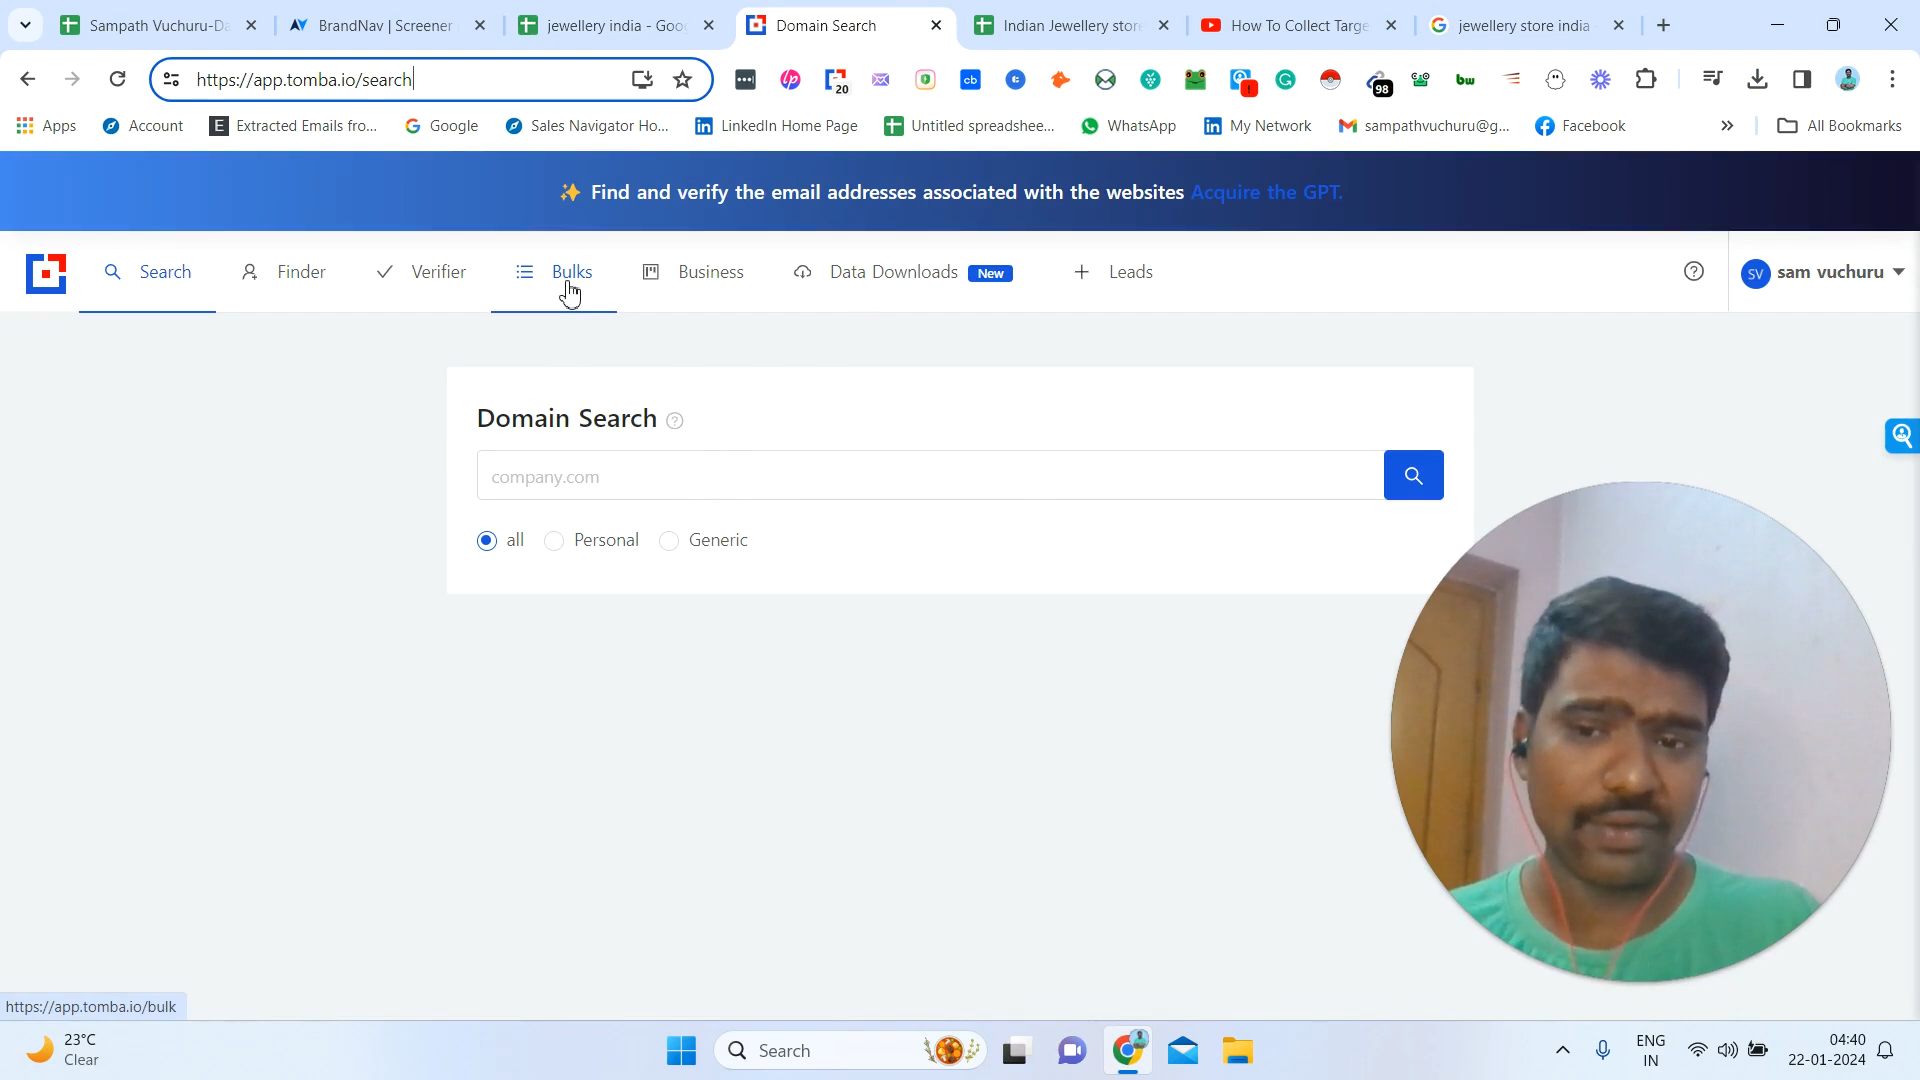 Sampath Vuchuru-Da
BrandNav | Screener
jewellery india - Goo
Domain Search
Indian Jewellery store
How To Collect Targe
jewellery store india
https://app.tomba.io/search
20
cb
98
bw
Apps
Account
Extracted Emails fro...
Google
Sales Navigator Ho...
LinkedIn Home Page
Untitled spreadshee...
WhatsApp
My Network
sampathvuchuru@g...
Facebook
All Bookmarks
✨ Find and verify the email addresses associated with the websites Acquire the GPT.
Search
Finder
Verifier
Bulks
Business
Data Downloads New
Leads
SV sam vuchuru
Domain Search
company.com
all Personal Generic
https://app.tomba.io/bulk
23°C
Clear
Search
ENG
IN
04:40
22-01-2024